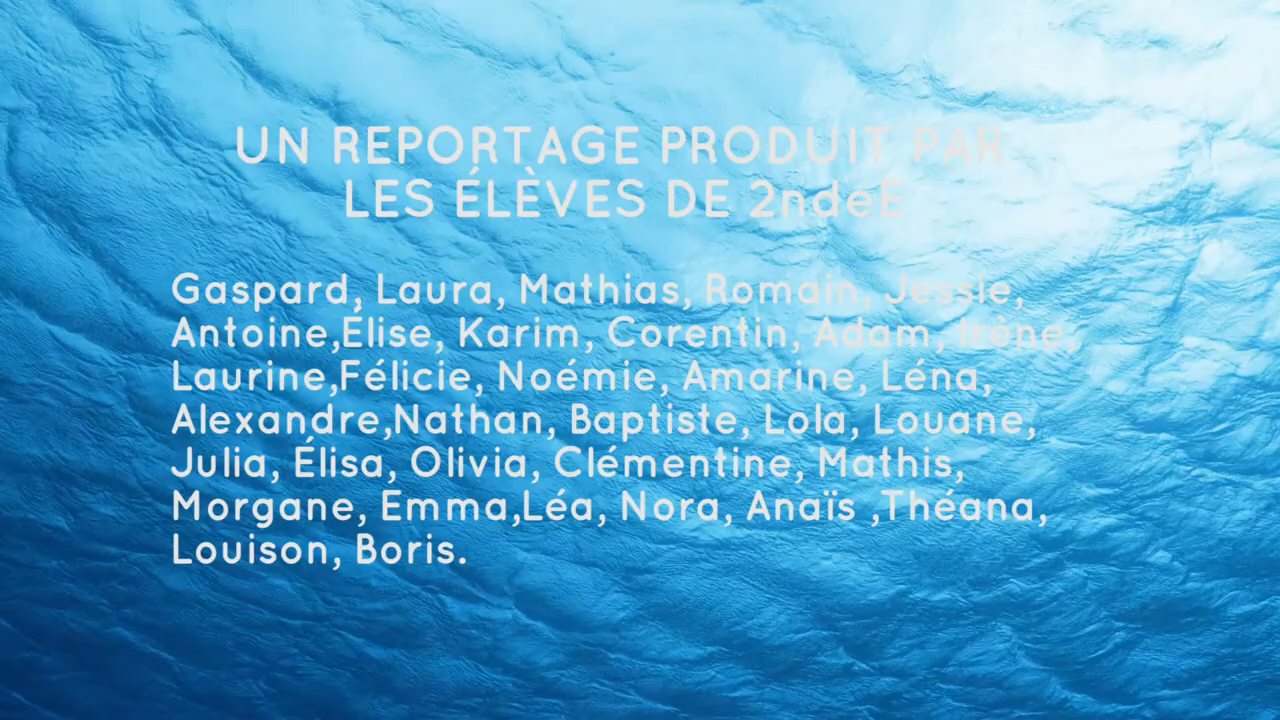 UN REPORTAGE PRODUIT PAR
LES ÉLÈVES DE 2ndeE
Gaspard, Laura, Mathias, Romain, Jessie,
Antoine,Élise, Karim, Corentin, Adam, Irène,
Laurine,Félicie, Noémie, Amarine, Léna,
Alexandre,Nathan, Baptiste, Lola, Louane,
Julia, Élisa, Olivia, Clémentine, Mathis,
Morgane, Emma,Léa, Nora, Anaïs ,Théana,
Louison, Boris.